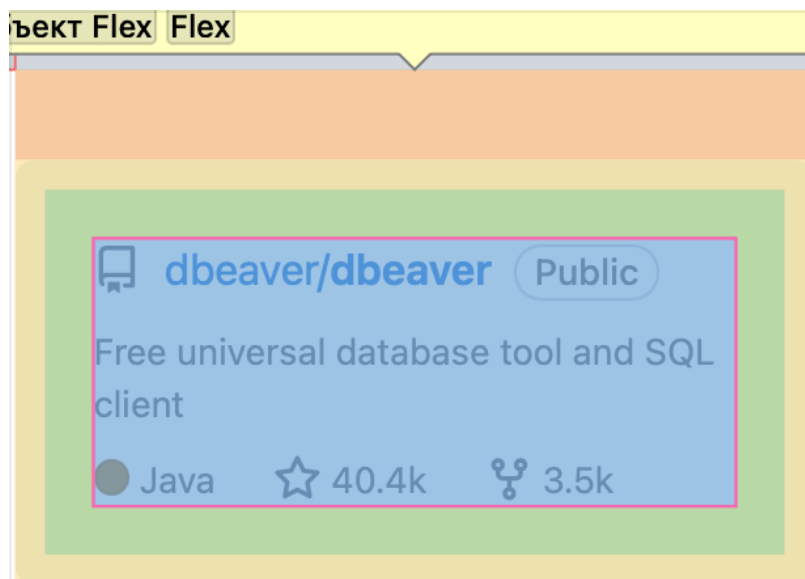 ъект Flex Flex
dbeaver/dbeaver Public
Free universal database tool and SQL
client
Java 40.4k 3.5k